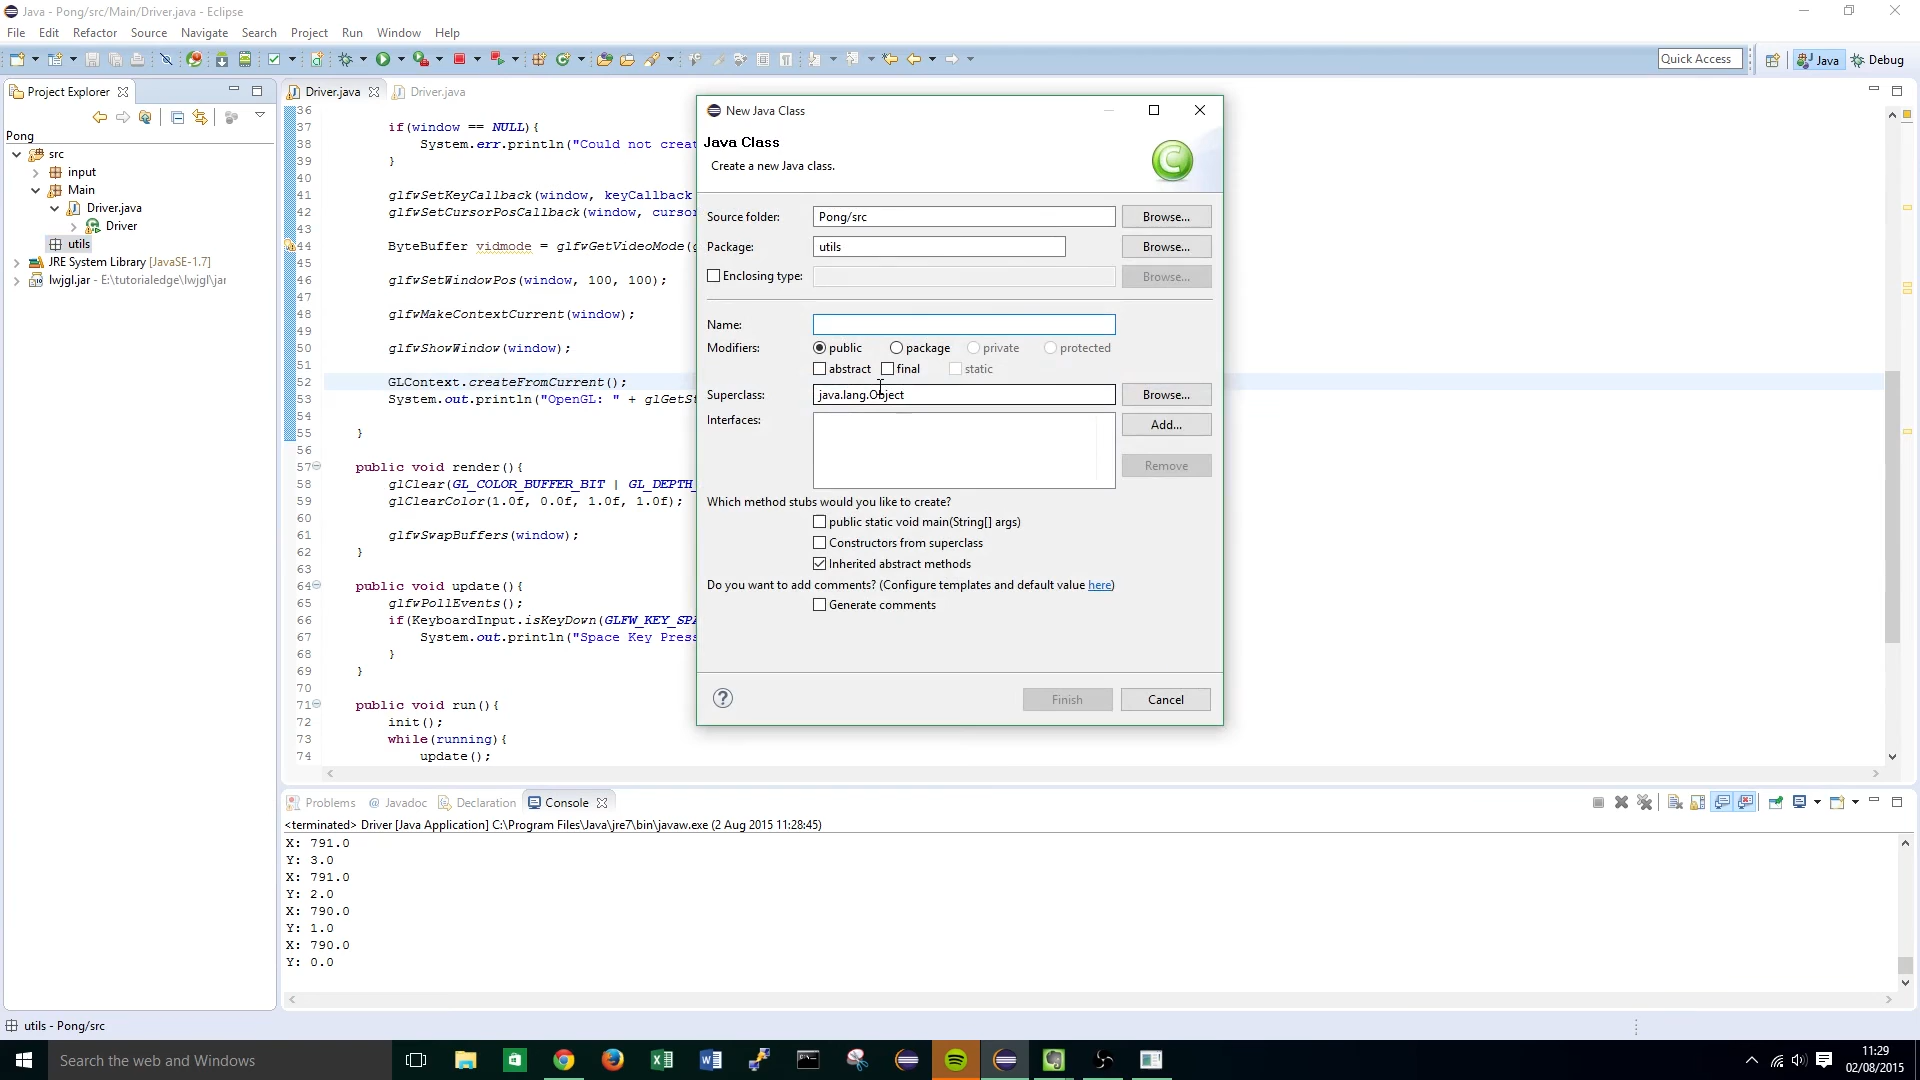 Java - Pong/src/Main/Driver.java - Eclipse
File Edit Refactor Source Navigate Search Project Run Window Help
Quick Access Java Debug
Project Explorer
Pong
src
input
Main
Driver.java
Driver
utils
JRE System Library [JavaSE-1.7]
lwjgl.jar - E:\tutorialedge\lwjgl\jar
Driver.java Driver.java
36
37 if(window == NULL){
38 System.err.println("Could not creat
39 }
40
41 glfwSetKeyCallback(window, keyCallback
42 glfwSetCursorPosCallback(window, cursor
43
44 ByteBuffer vidmode = glfwGetVideoMode(g
45
46 glfwSetWindowPos(window, 100, 100);
47
48 glfwMakeContextCurrent(window);
49
50 glfwShowWindow(window);
51
52 GLContext.createFromCurrent();
53 System.out.println("OpenGL: " + glGetSt
54
55 }
56
57 public void render(){
58 glClear(GL_COLOR_BUFFER_BIT | GL_DEPTH_
59 glClearColor(1.0f, 0.0f, 1.0f, 1.0f);
60
61 glfwSwapBuffers(window);
62 }
63
64 public void update(){
65 glfwPollEvents();
66 if(KeyboardInput.isKeyDown(GLFW_KEY_SPA
67 System.out.println("Space Key Press
68 }
69 }
70
71 public void run(){
72 init();
73 while(running){
74 update();
New Java Class
Java Class
Create a new Java class.
Source folder: Pong/src Browse...
Package: utils Browse...
Enclosing type: Browse...
Name:
Modifiers: public package private protected
abstract final static
Superclass: java.lang.Object Browse...
Interfaces: Add...
Remove
Which method stubs would you like to create?
public static void main(String[] args)
Constructors from superclass
Inherited abstract methods
Do you want to add comments? (Configure templates and default value here)
Generate comments
Finish Cancel
Problems @ Javadoc Declaration Console
<terminated> Driver [Java Application] C:\Program Files\Java\jre7\bin\javaw.exe (2 Aug 2015 11:28:45)
X: 791.0
Y: 3.0
X: 791.0
Y: 2.0
X: 790.0
Y: 1.0
X: 790.0
Y: 0.0
utils - Pong/src
Search the web and Windows
11:29
02/08/2015